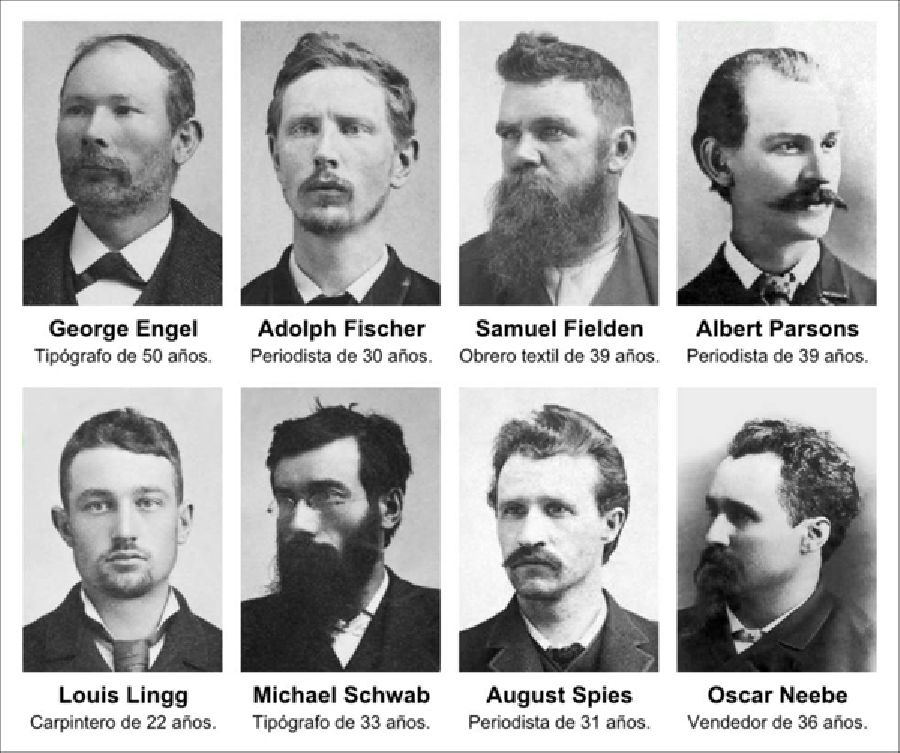 George Engel
Tipógrafo de 50 años.
Adolph Fischer
Periodista de 30 años.
Samuel Fielden
Obrero textil de 39 años.
Albert Parsons
Periodista de 39 años.
Louis Lingg
Carpintero de 22 años.
Michael Schwab
Tipógrafo de 33 años.
August Spies
Periodista de 31 años.
Oscar Neebe
Vendedor de 36 años.